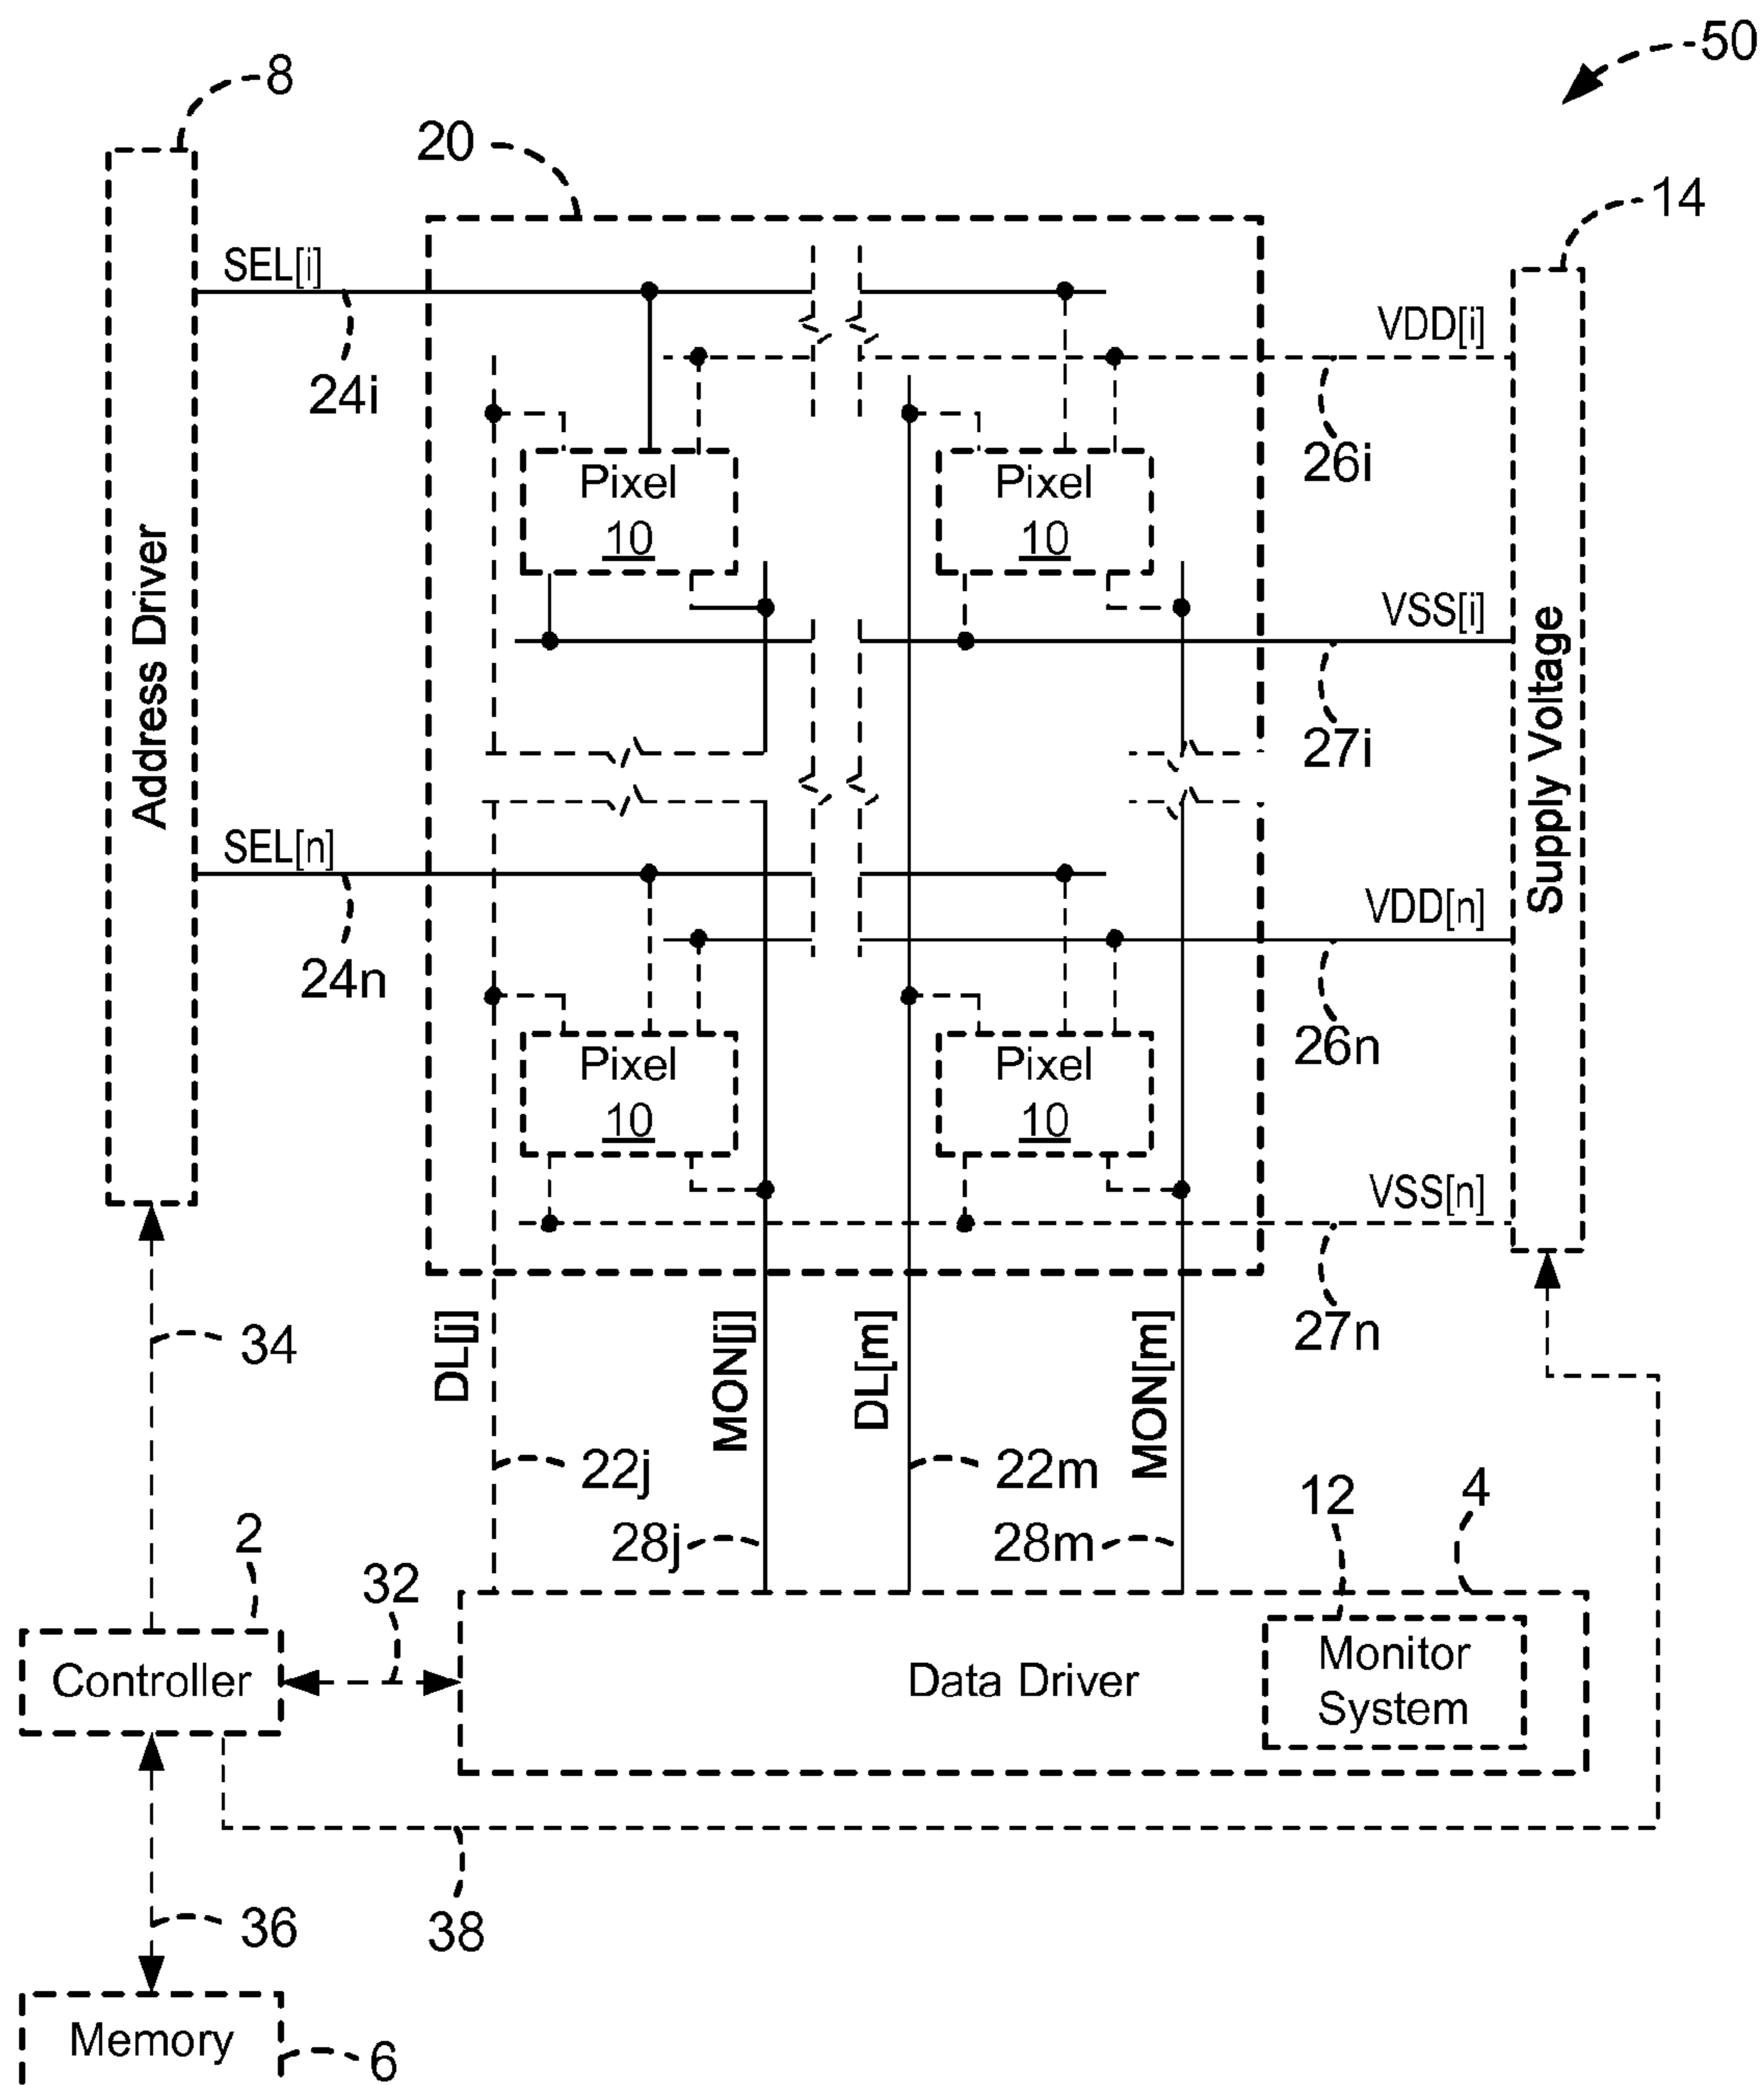 50
8
20
14
SEL[i]
VDD[i]
24i
26i
Pixel
10
Pixel
10
VSS[i]
27i
Address Driver
Supply Voltage
SEL[n]
VDD[n]
24n
26n
Pixel
10
Pixel
10
VSS[n]
27n
34
DL[j]
MON[j]
DL[m]
MON[m]
22j
22m
28j
28m
12
4
2
32
Controller
Data Driver
Monitor
System
36
38
Memory
6